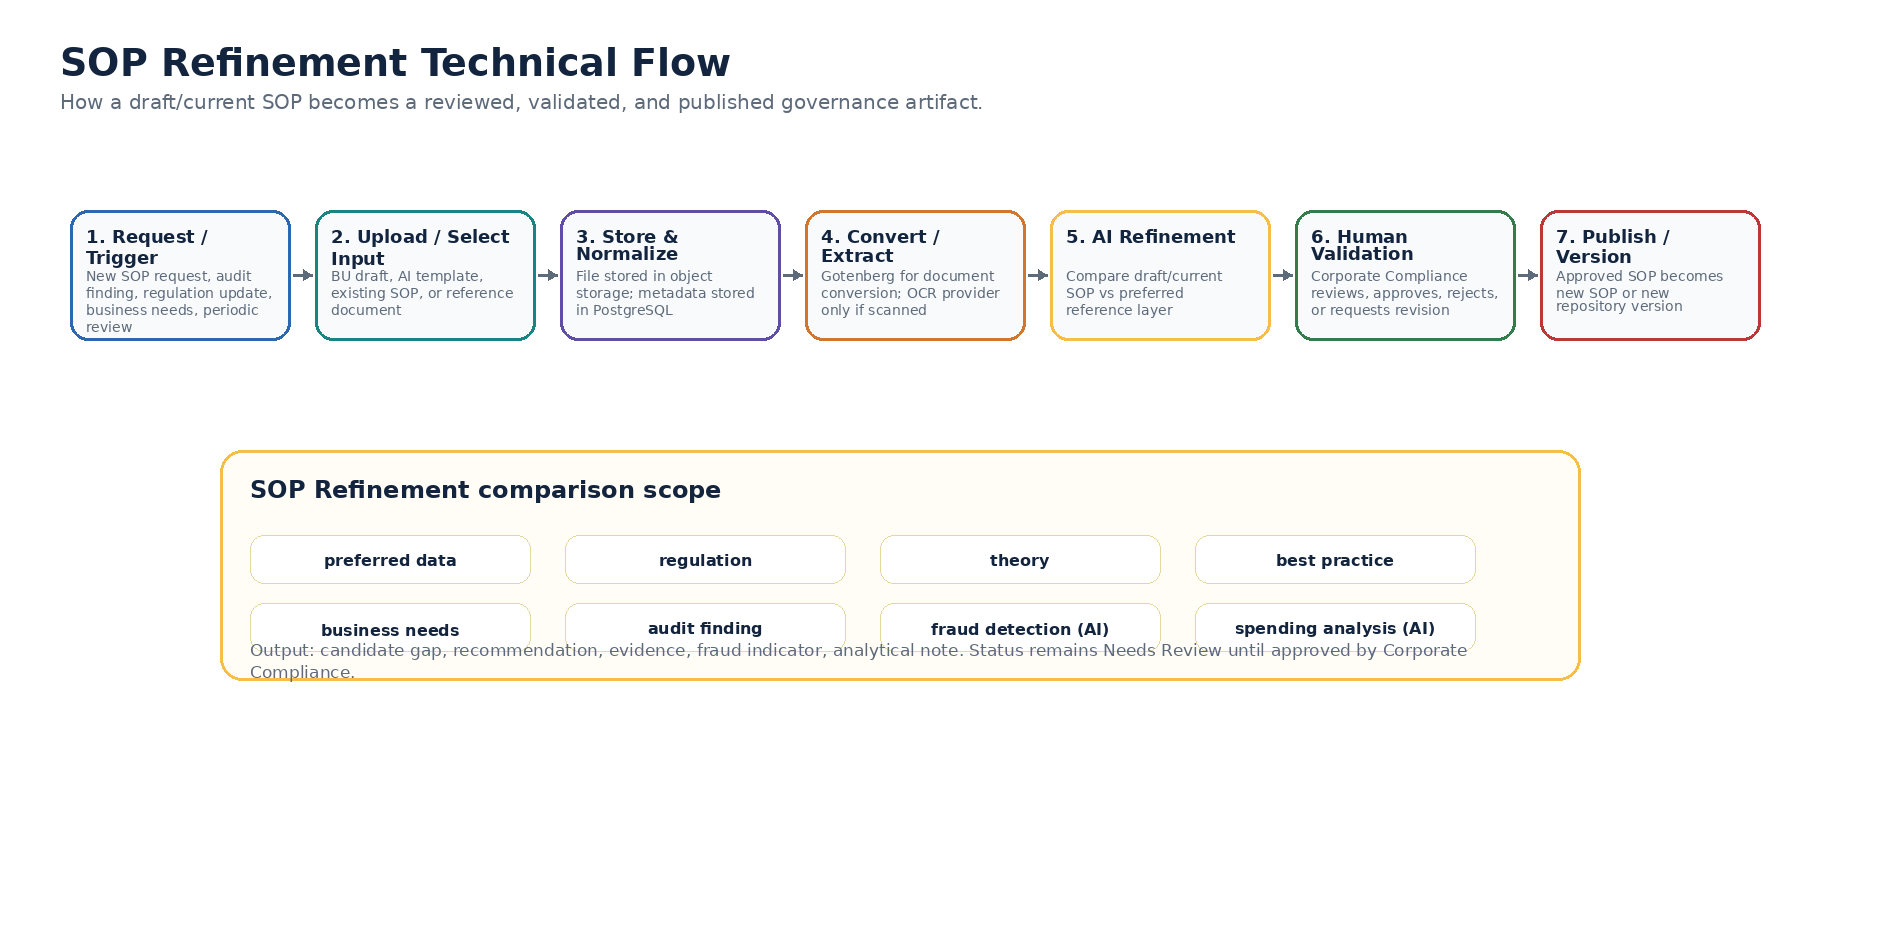 SOP Refinement Technical Flow
How a draft/current SOP becomes a reviewed, validated, and published governance artifact.
1. Request /
Trigger
New SOP request, audit
finding, regulation update,
business needs, periodic
review
2. Upload / Select
Input
BU draft, AI template,
existing SOP, or reference
document
3. Store &
Normalize
File stored in object
storage; metadata stored
in PostgreSQL
4. Convert /
Extract
Gotenberg for document
conversion; OCR provider
only if scanned
5. AI Refinement
Compare draft/current
SOP vs preferred
reference layer
6. Human
Validation
Corporate Compliance
reviews, approves, rejects,
or requests revision
7. Publish /
Version
Approved SOP becomes
new SOP or new
repository version
SOP Refinement comparison scope
preferred data
regulation
theory
best practice
business needs
audit finding
fraud detection (AI)
spending analysis (AI)
Output: candidate gap, recommendation, evidence, fraud indicator, analytical note. Status remains Needs Review until approved by Corporate
Compliance.